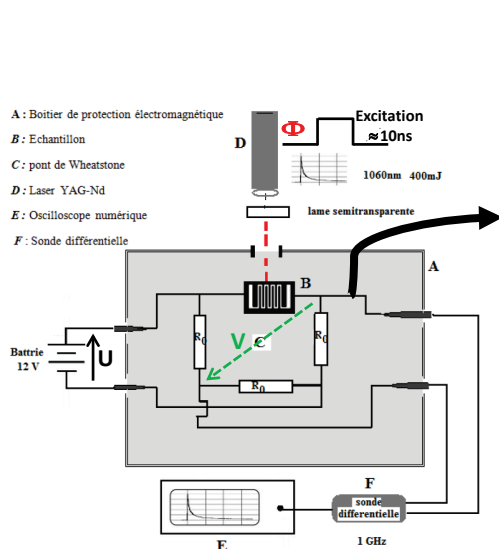 A : Boitier de protection électromagnétique
B : Echantillon
C : pont de Wheatstone
D : Laser YAG-Nd
E : Oscilloscope numérique
F : Sonde différentielle
D
Φ
Excitation
≈10ns
1060nm 400mJ
lame semitransparente
A
B
R0
V
C
R0
R0
Battrie
12 V
U
F
sonde
differentielle
1 GHz
E